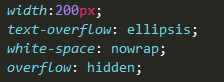 width:200px;
text-overflow: ellipsis;
white-space: nowrap;
overflow: hidden;